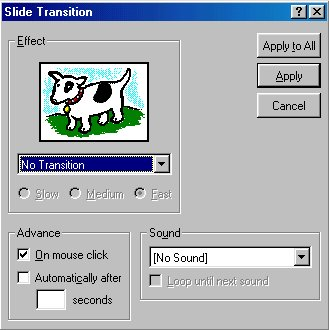 Slide Transition
Effect
Apply to All
Apply
Cancel
No Transition
Slow Medium Fast
Advance
On mouse click
Automatically after
seconds
Sound
[No Sound]
Loop until next sound